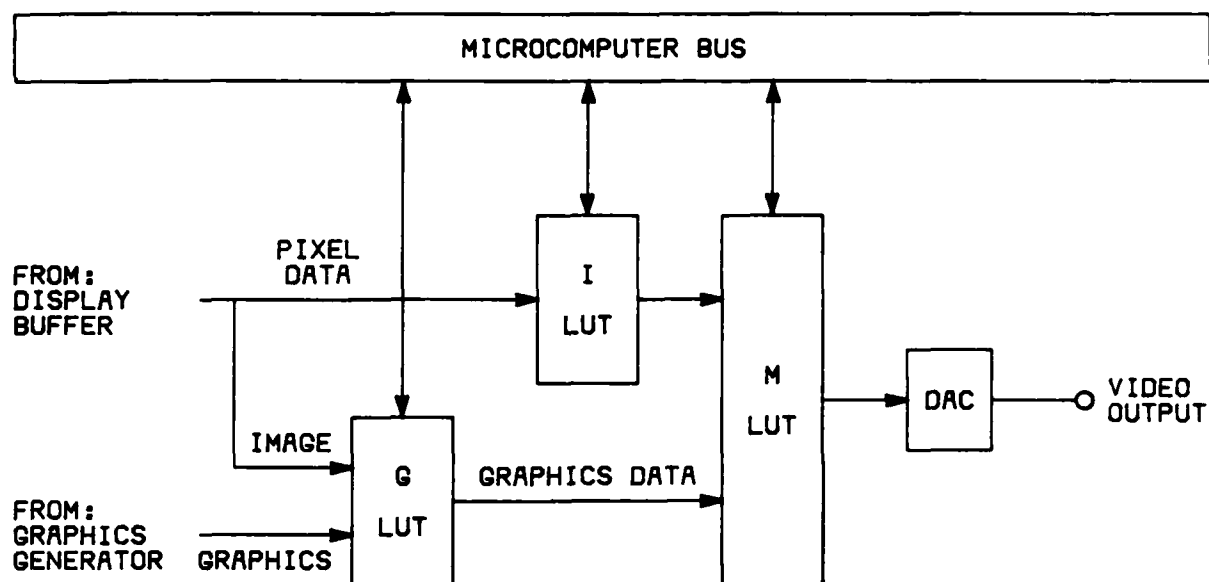 MICROCOMPUTER BUS
PIXEL
DATA
FROM:
DISPLAY
BUFFER
I
LUT
M
LUT
DAC
VIDEO
OUTPUT
IMAGE
G
LUT
GRAPHICS DATA
FROM:
GRAPHICS
GENERATOR
GRAPHICS